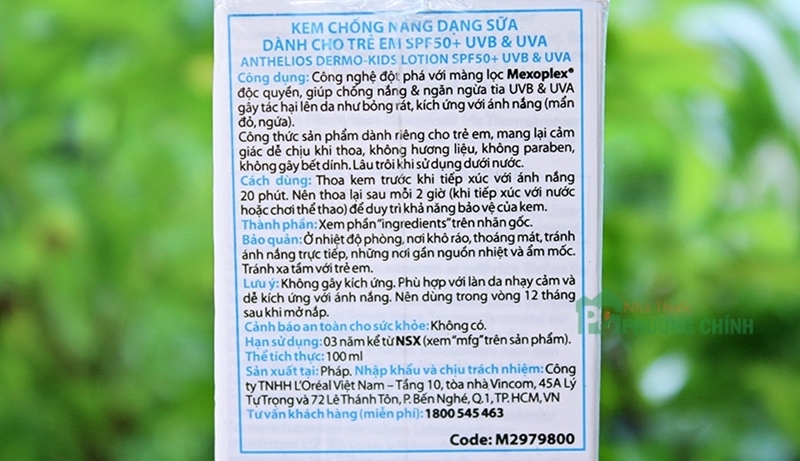 KEM CHỐNG NẮNG DẠNG SỮA
DÀNH CHO TRẺ EM SPF50+ UVB & UVA
ANTHELIOS DERMO-KIDS LOTION SPF50+ UVB & UVA
Công dụng: Công nghệ đột phá với màng lọc Mexoplex®
độc quyền, giúp chống nắng & ngăn ngừa tia UVB & UVA
gây tác hại lên da như bỏng rát, kích ứng với ánh nắng (mẩn
đỏ, ngứa).
Công thức sản phẩm dành riêng cho trẻ em, mang lại cảm
giác dễ chịu khi thoa, không hương liệu, không paraben,
không gây bết dính. Lâu trôi khi sử dụng dưới nước.
Cách dùng: Thoa kem trước khi tiếp xúc với ánh nắng
20 phút. Nên thoa lại sau mỗi 2 giờ (khi tiếp xúc với nước
hoặc chơi thể thao) để duy trì khả năng bảo vệ của kem.
Thành phần: Xem phần "ingredients" trên nhãn gốc.
Bảo quản: Ở nhiệt độ phòng, nơi khô ráo, thoáng mát, tránh
ánh nắng trực tiếp, những nơi gần nguồn nhiệt và ẩm mốc.
Tránh xa tầm với trẻ em.
Lưu ý: Không gây kích ứng. Phù hợp với làn da nhạy cảm và
dễ kích ứng với ánh nắng. Nên dùng trong vòng 12 tháng
sau khi mở nắp.
Cảnh báo an toàn cho sức khỏe: Không có.
Hạn sử dụng: 03 năm kể từ NSX (xem "mfg" trên sản phẩm).
Thể tích thực: 100 ml
Sản xuất tại: Pháp. Nhập khẩu và chịu trách nhiệm: Công
ty TNHH L'Oréal Việt Nam – Tầng 10, tòa nhà Vincom, 45A Lý
Tự Trọng và 72 Lê Thánh Tôn, P. Bến Nghé, Q.1, TP. HCM, VN
Tư vấn khách hàng (miễn phí): 1800 545 463
Code: M2979800
Nhà Thuốc
PHƯƠNG CHÍNH